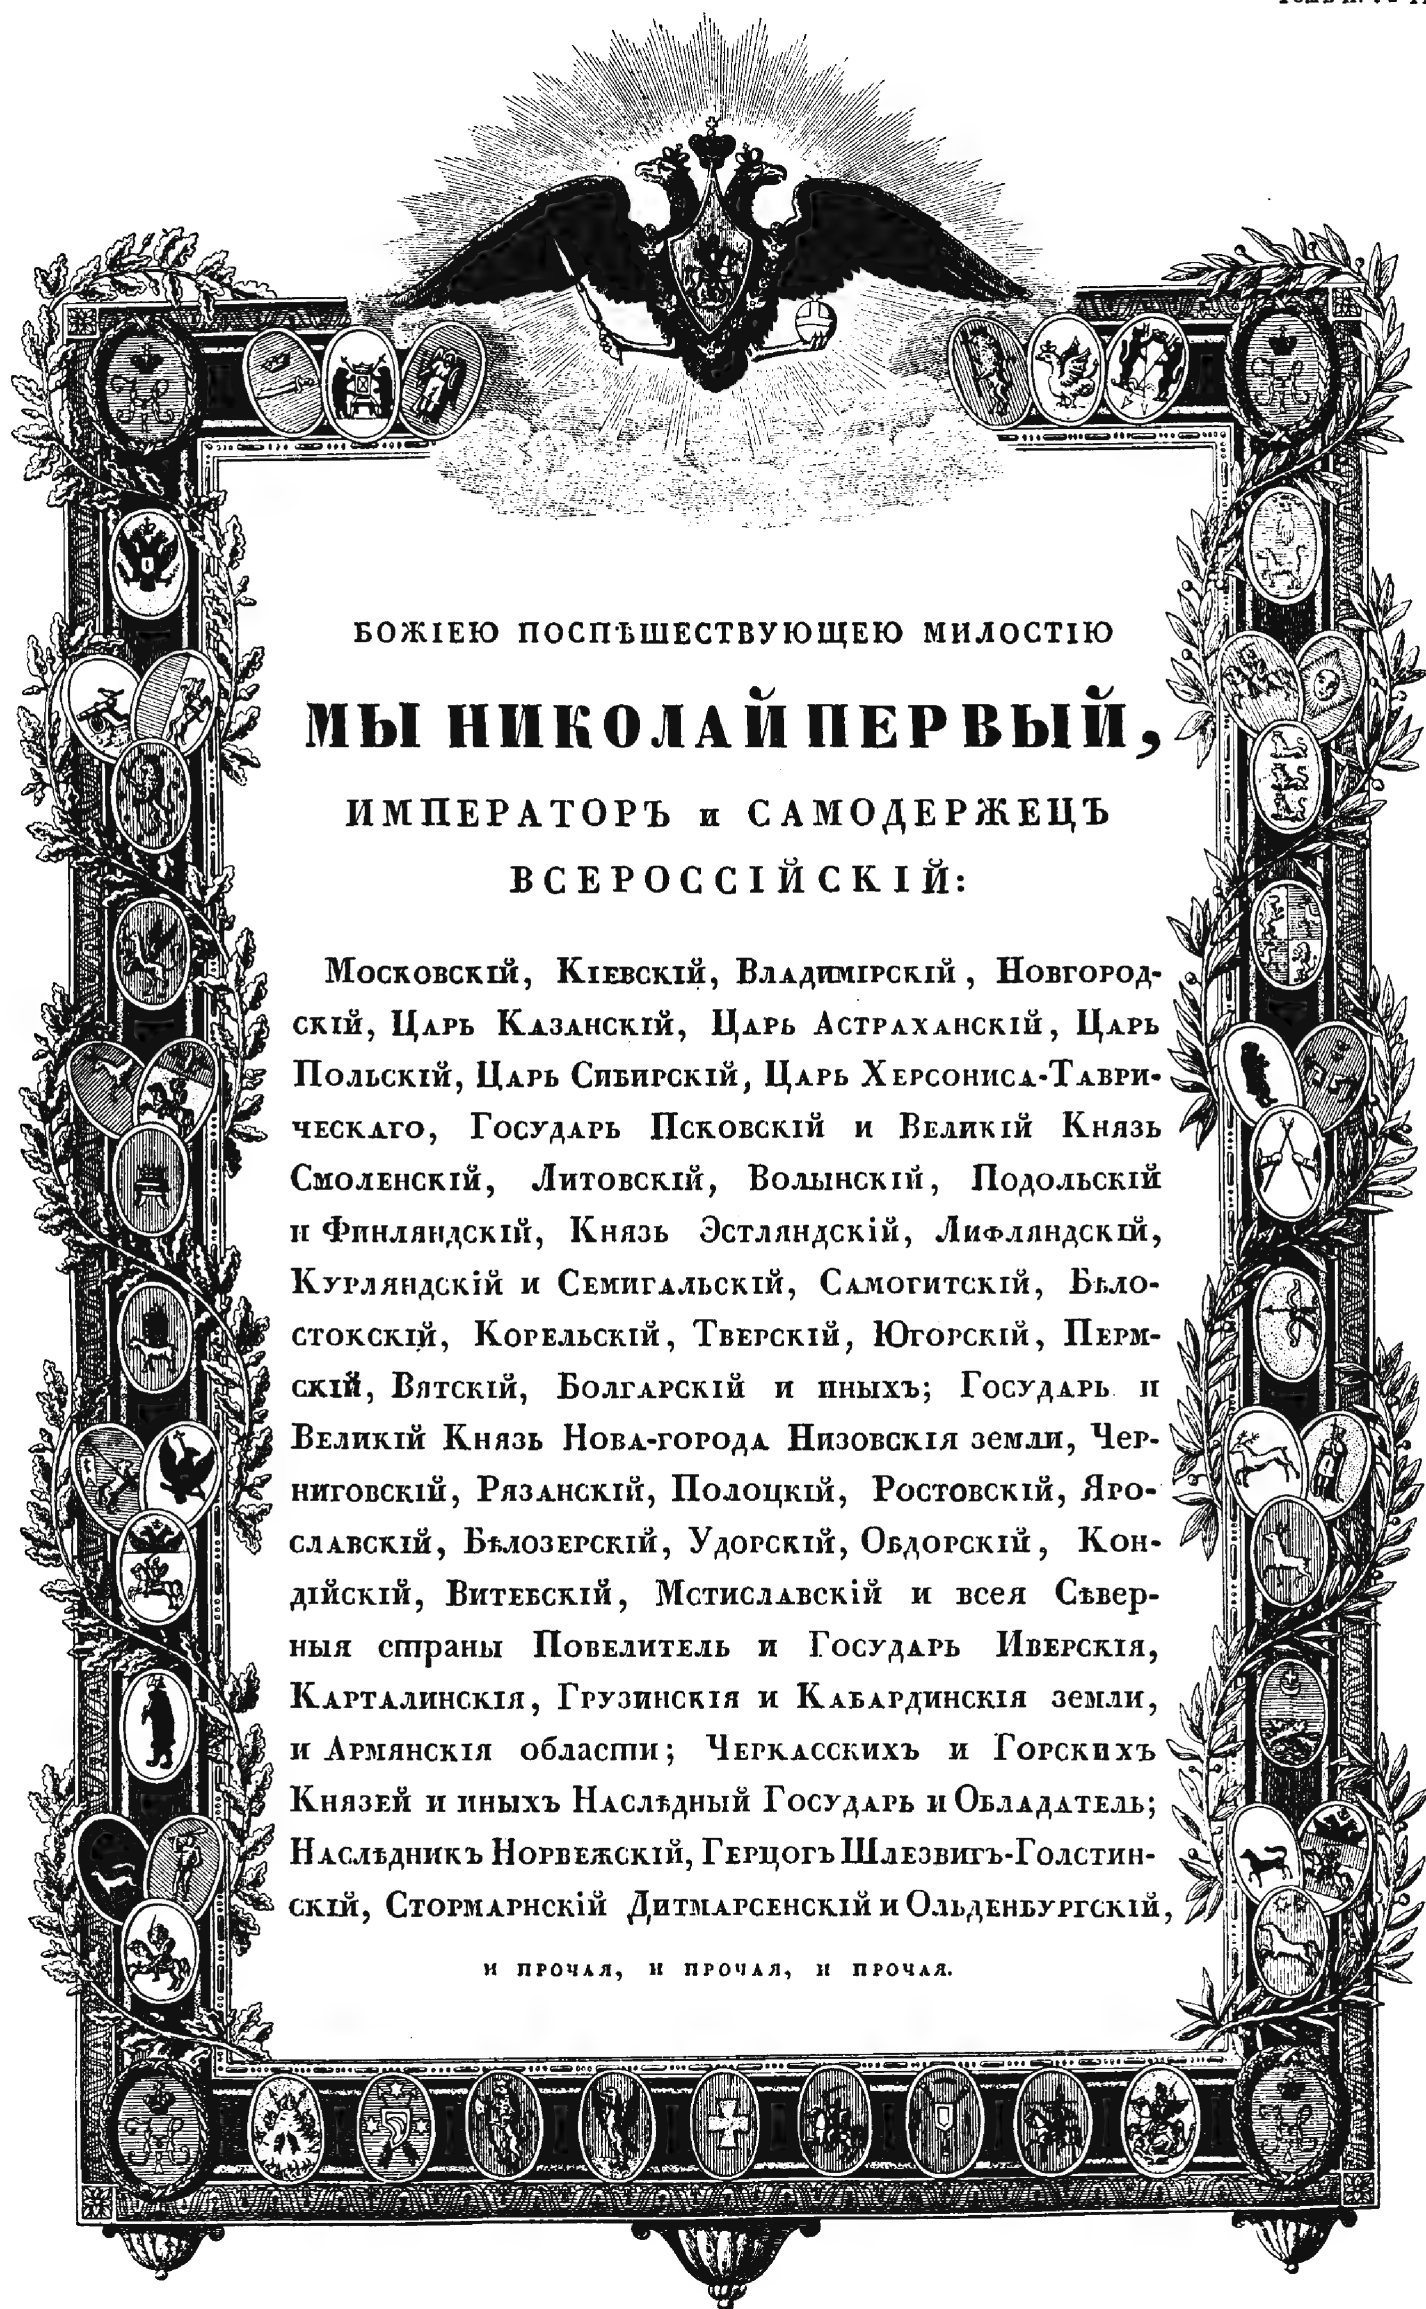 БОЖІЕЮ ПОСПѢШЕСТВУЮЩЕЮ МИЛОСТІЮ
МЫ НИКОЛАЙ ПЕРВЫЙ,
ИМПЕРАТОРЪ и САМОДЕРЖЕЦЪ
ВСЕРОССІЙСКІЙ:
Московскій, Кіевскій, Владимірскій, Новгород-
скій, Царь Казанскій, Царь Астраханскій, Царь
Польскій, Царь Сибирскій, Царь Херсониса-Таври-
ческаго, Государь Псковскій и Великій Князь
Смоленскій, Литовскій, Волынскій, Подольскій
и Финляндскій, Князь Эстляндскій, Лифляндскій,
Курляндскій и Семигальскій, Самогитскій, Бѣло-
стокскій, Корельскій, Тверскій, Югорскій, Перм-
скій, Вятскій, Болгарскій и иныхъ; Государь и
Великій Князь Нова-города Низовскія земли, Чер-
ниговскій, Рязанскій, Полоцкій, Ростовскій, Яро-
славскій, Бѣлозерскій, Удорскій, Обдорскій, Кон-
дійскій, Витебскій, Мстиславскій и всея Сѣвер-
ныя страны Повелитель и Государь Иверскія,
Карталинскія, Грузинскія и Кабардинскія земли,
и Армянскія области; Черкасскихъ и Горскихъ
Князей и иныхъ Наслѣдный Государь и Обладатель;
Наслѣдникъ Норвежскій, Герцогъ Шлезвигъ-Голстин-
скій, Стормарнскій Дитмарсенскій и Ольденбургскій,
и прочая, и прочая, и прочая.